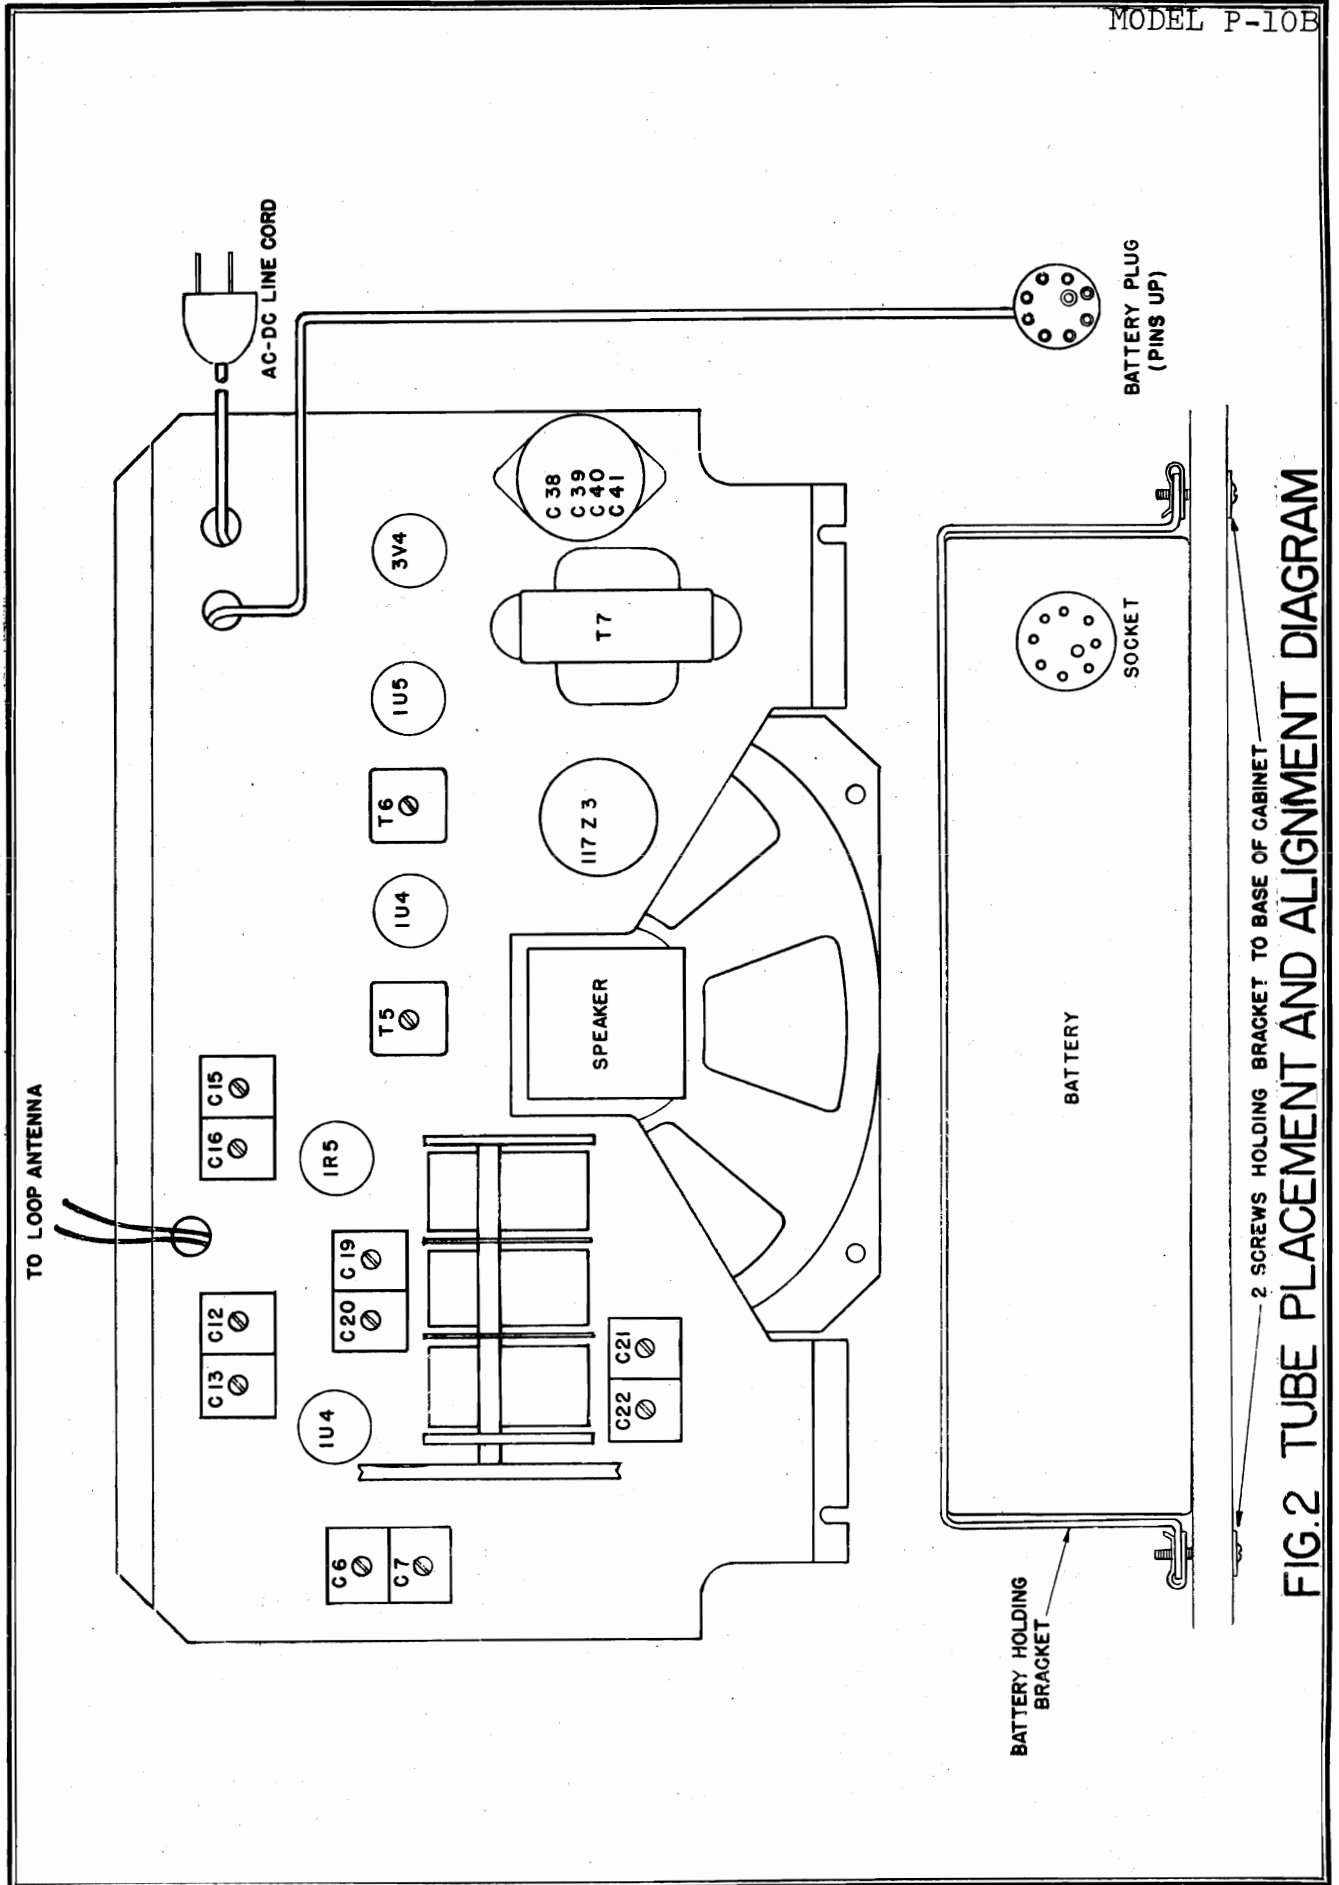 MODEL P-10B
TO LOOP ANTENNA
AC-DC LINE CORD
C6
C7
C13
C12
C16
C15
1U4
C20
C19
1R5
T5
1U4
T6
1U5
3V4
C22
C21
SPEAKER
117Z3
T7
C38
C39
C40
C41
BATTERY PLUG
(PINS UP)
BATTERY HOLDING
BRACKET
BATTERY
SOCKET
2 SCREWS HOLDING BRACKET TO BASE OF CABINET
FIG.2 TUBE PLACEMENT AND ALIGNMENT DIAGRAM